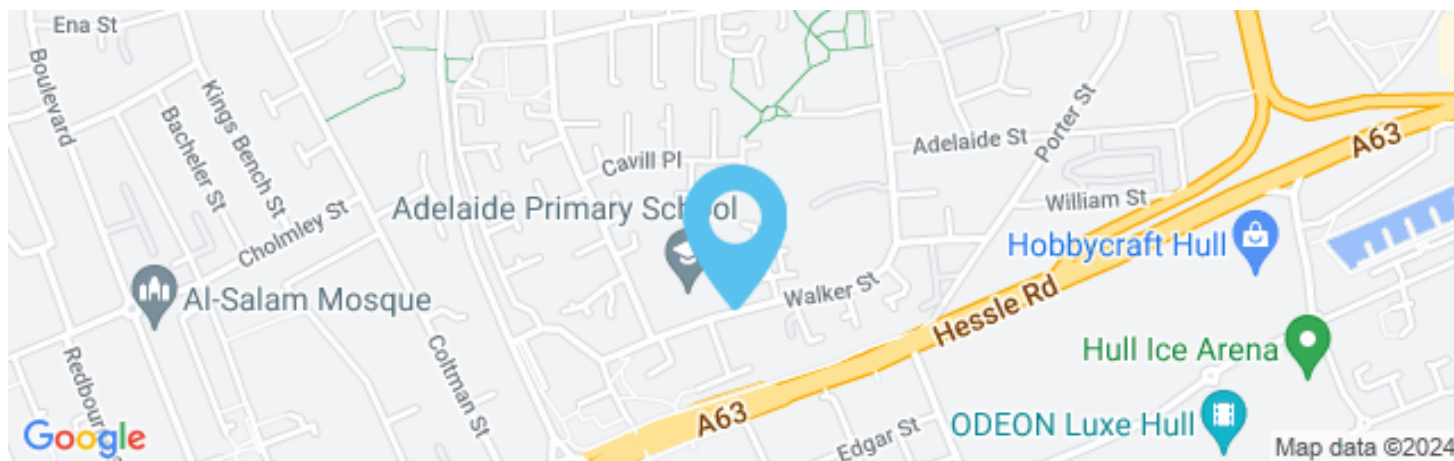 Ena St
Boulevard
Kings Bench St
Bacheler St
Cholmley St
Cavill Pl
Adelaide St
Porter St
A63
Adelaide Primary School
William St
Hobbycraft Hull
Al-Salam Mosque
Walker St
Hessle Rd
Hull Ice Arena
Redbour
Coltman St
A63
Edgar St
ODEON Luxe Hull
Google
Map data ©2024